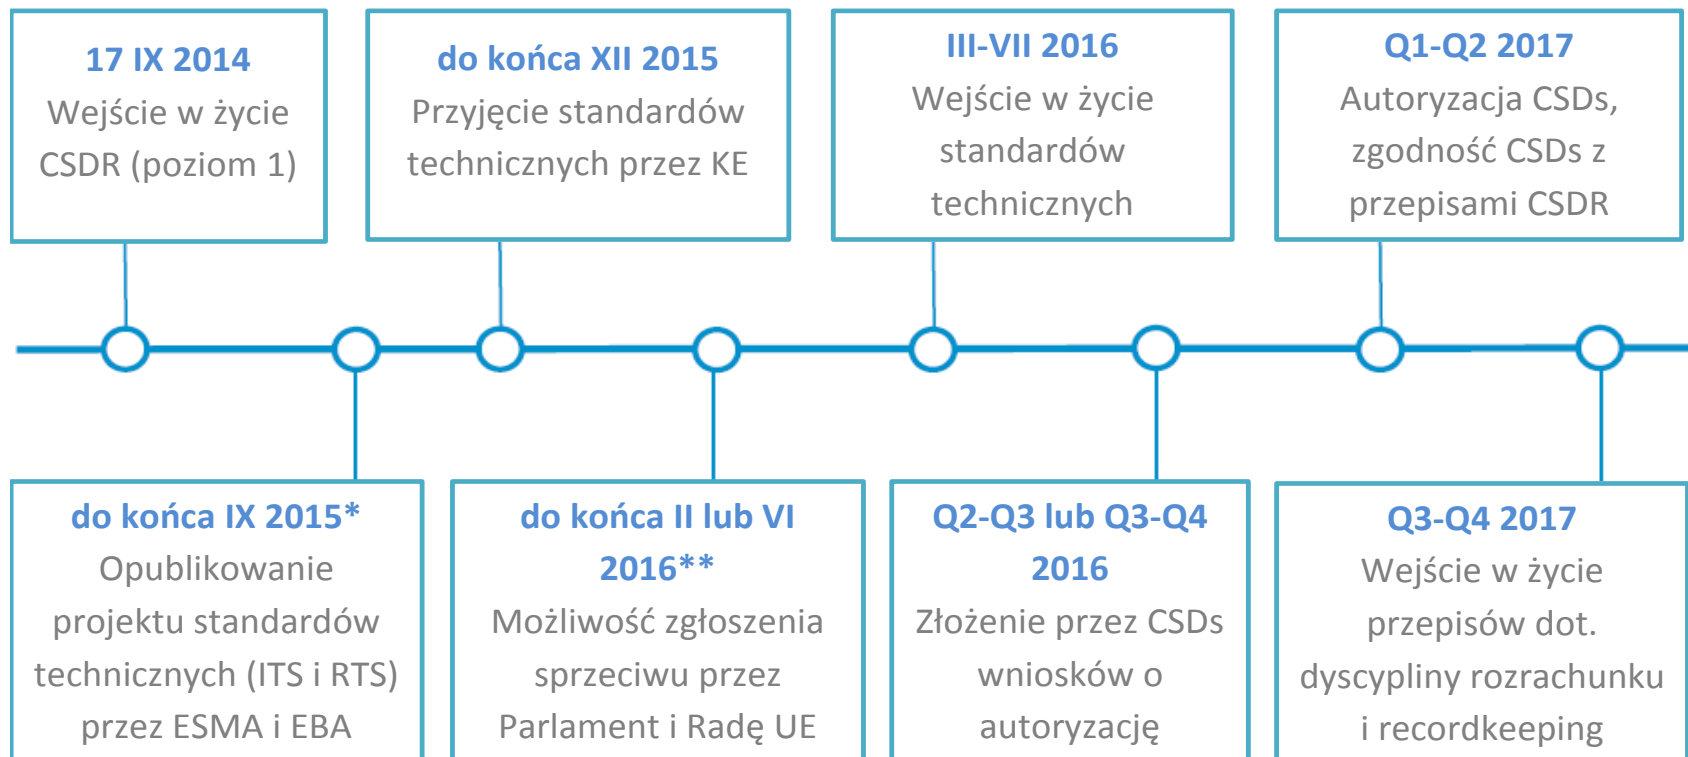 17 IX 2014
Wejście w życie
CSDR (poziom 1)
do końca XII 2015
Przyjęcie standardów
technicznych przez KE
III-VII 2016
Wejście w życie
standardów
technicznych
Q1-Q2 2017
Autoryzacja CSDs,
zgodność CSDs z
przepisami CSDR
do końca IX 2015*
Opublikowanie
projektu standardów
technicznych (ITS i RTS)
przez ESMA i EBA
do końca II lub VI
2016**
Możliwość zgłoszenia
sprzeciwu przez
Parlament i Radę UE
Q2-Q3 lub Q3-Q4
2016
Złożenie przez CSDs
wniosków o
autoryzację
Q3-Q4 2017
Wejście w życie
przepisów dot.
dyscypliny rozrachunku
i recordkeeping